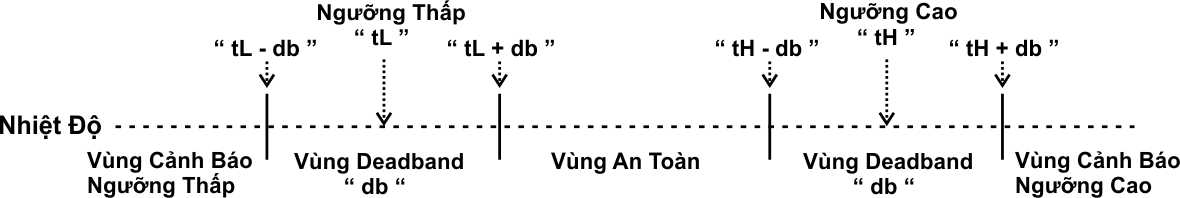 Ngưỡng Thấp
“ tL ”
Ngưỡng Cao
“ tH ”
“ tL - db ”
“ tL + db ”
“ tH - db ”
“ tH + db ”
Nhiệt Độ
Vùng Cảnh Báo
Ngưỡng Thấp
Vùng Deadband
“ db “
Vùng An Toàn
Vùng Deadband
“ db “
Vùng Cảnh Báo
Ngưỡng Cao